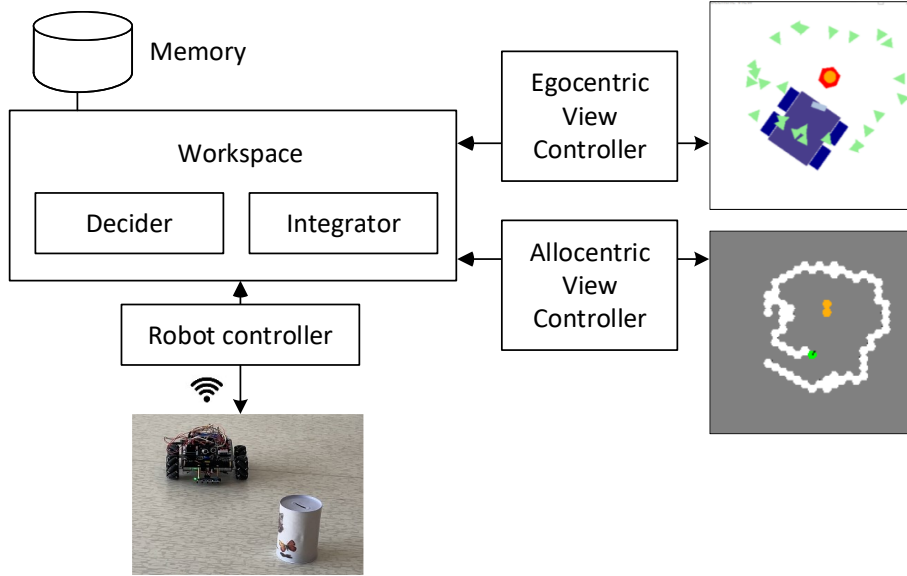 Memory
Egocentric
View
Controller
Workspace
Decider
Integrator
Allocentric
View
Controller
Robot controller